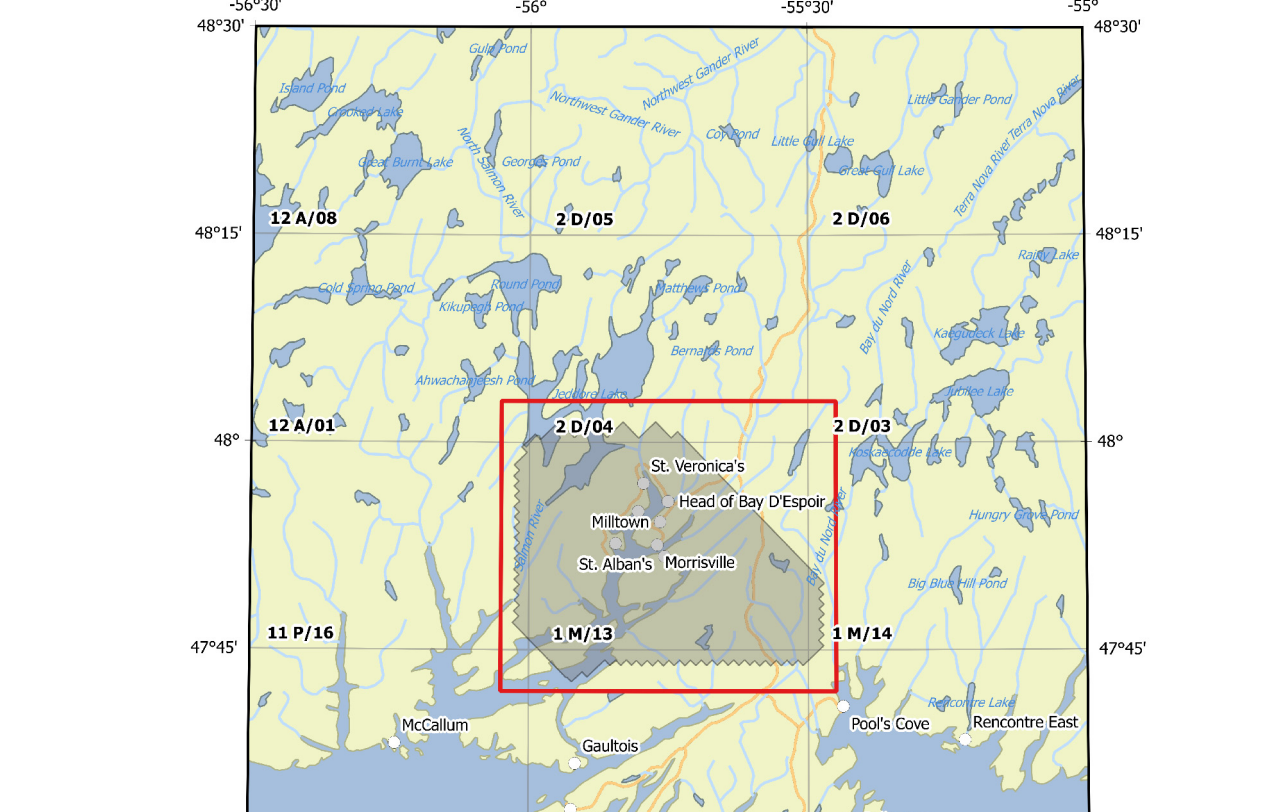 -56°30'
-56°
-55°30'
-55°
48°30'
48°30'
Gulp Pond
Northwest Gander River
Island Pond
Crooked Lake
Northwest Gander River
Little Gander Pond
Terra Nova River
Coy Pond
Little Gull Lake
North Salmon River
Great Burnt Lake
Georges Pond
Great Gull Lake
Terra Nova River
12 A/08
2 D/05
2 D/06
48°15'
48°15'
Rainy Lake
Cold Spring Pond
Round Pond
Matthews Pond
Kikupegh Pond
Bay du Nord River
Kaegudeck Lake
Bernards Pond
Ahwachanjeesh Pond
Jeddore Lake
Jubilee Lake
12 A/01
2 D/04
2 D/03
48°
48°
Koskaecodde Lake
St. Veronica's
Head of Bay D'Espoir
Hungry Grove Pond
Milltown
Salmon River
Bay du Nord River
St. Alban's
Morrisville
Big Blue Hill Pond
11 P/16
1 M/13
1 M/14
47°45'
47°45'
Rencontre Lake
McCallum
Pool's Cove
Rencontre East
Gaultois